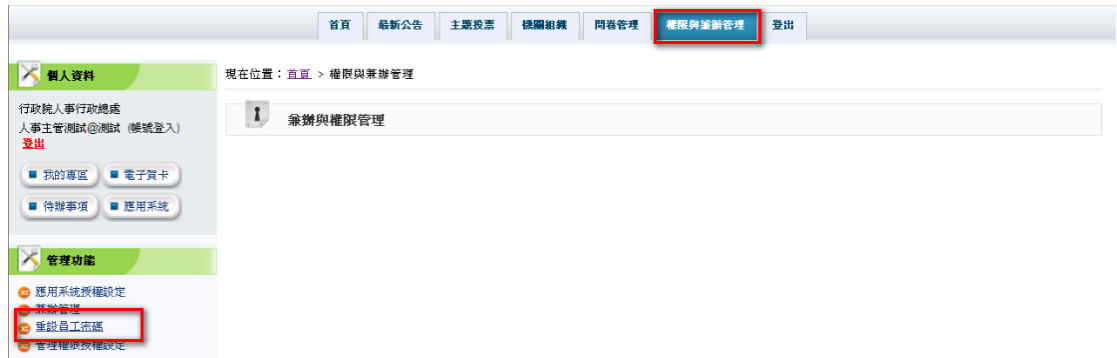 首頁 最新公告 主題投票 機關組織 問卷管理 權限與兼辦管理 登出
個人資料
行政院人事行政總處
人事主管測試@測試 (帳號登入)
登出
我的專區 電子賀卡
待辦事項 應用系統
管理功能
應用系統授權設定
兼辦管理
重設員工密碼
管理權限授權設定
現在位置：首頁 > 權限與兼辦管理
兼辦與權限管理